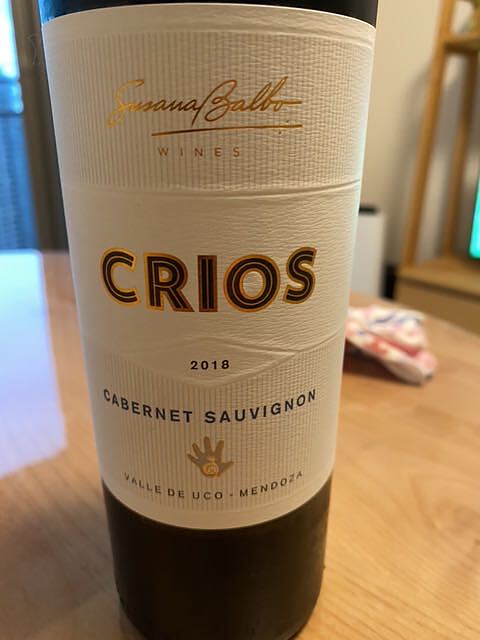 Susana Balbo
WINES
CRIOS
2018
CABERNET SAUVIGNON
VALLE DE UCO - MENDOZA